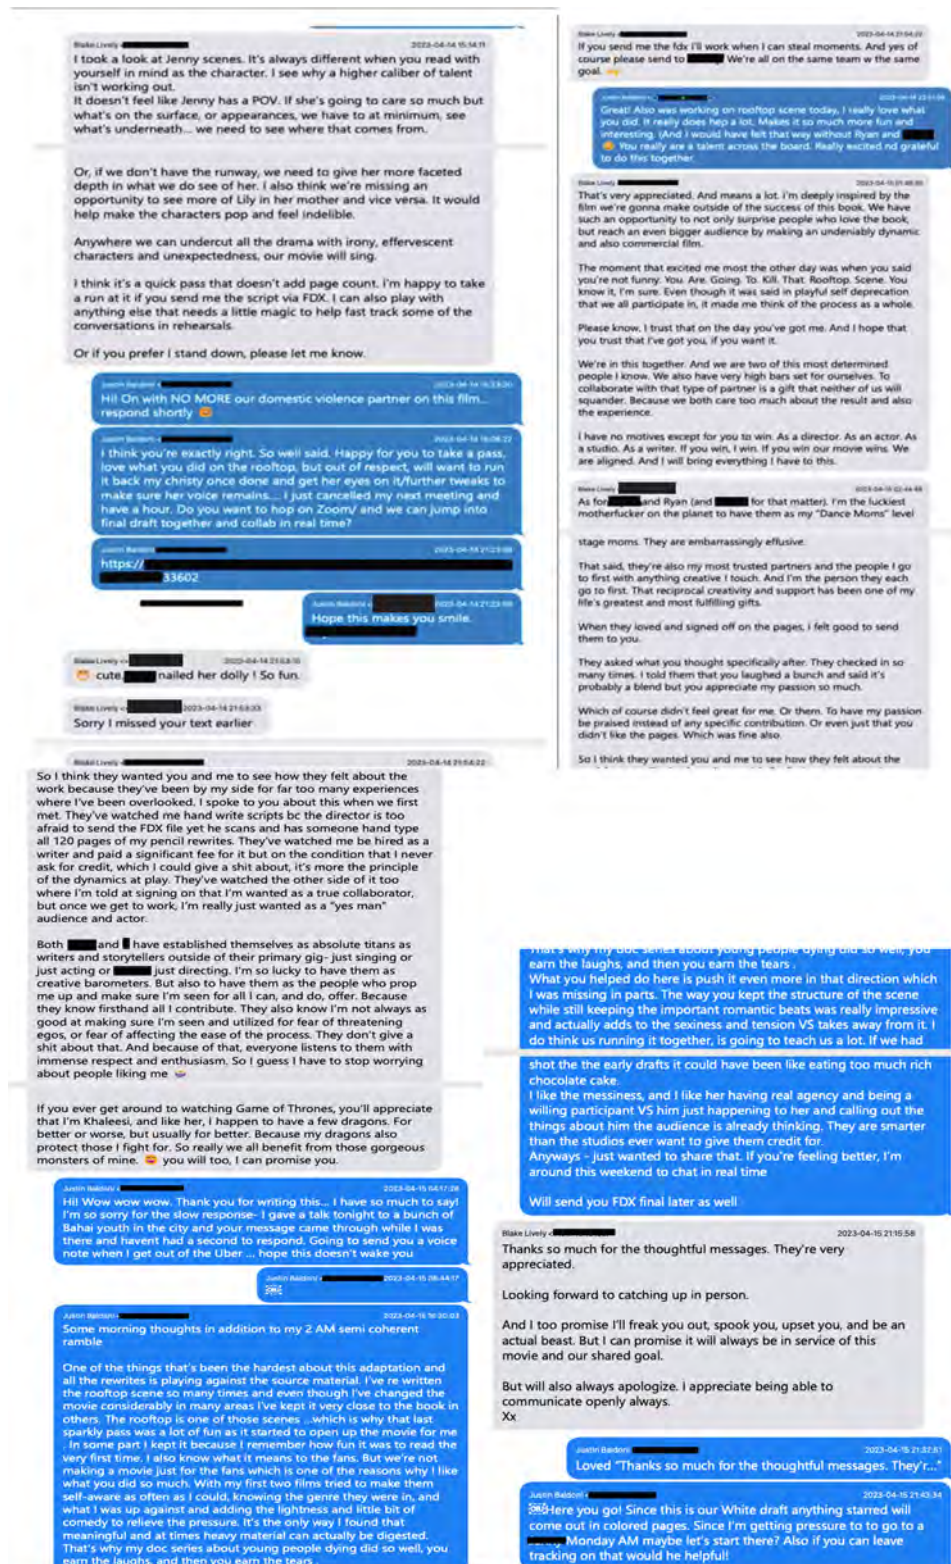 Blake Lively <
2023-04-14 15:14:11
I took a look at Jenny scenes. It's always different when you read with
yourself in mind as the character. I see why a higher caliber of talent
isn't working out.
It doesn't feel like Jenny has a POV. If she's going to care so much but
what's on the surface, or appearances, we have to at minimum, see
what's underneath... we need to see where that comes from.
Or, if we don't have the runway, we need to give her more faceted
depth in what we do see of her. I also think we're missing an
opportunity to see more of Lily in her mother and vice versa. It would
help make the characters pop and feel indelible.
Anywhere we can undercut all the drama with irony, effervescent
characters and unexpectedness, our movie will sing.
I think it's a quick pass that doesn't add page count. I'm happy to take
a run at it if you send me the script via FDX. I can also play with
anything else that needs a little magic to help fast track some of the
conversations in rehearsals.
Or if you prefer I stand down, please let me know.
Justin Baldoni <
Hi! On with NO MORE our domestic violence partner on this film...
respond shortly 😊
Justin Baldoni <
I think you're exactly right. So well said. Happy for you to take a pass,
love what you did on the rooftop, but out of respect, will want to run
it back my christy once done and get her eyes on it/further tweaks to
make sure her voice remains... I just cancelled my next meeting and
have a hour. Do you want to hop on Zoom/ and we can jump into
final draft together and collab in real time?
Justin Baldoni <
https://
33602
Justin Baldoni <
Hope this makes you smile.
Blake Lively <
😁 cute, nailed her dolly ! So fun.
Blake Lively <
2023-04-14 21:53:33
Sorry I missed your text earlier
Blake Lively <
2023-04-14 21:54:22
So I think they wanted you and me to see how they felt about the
work because they've been by my side for far too many experiences
where I've been overlooked. I spoke to you about this when we first
met. They've watched me hand write scripts bc the director is too
afraid to send the FDX file yet he scans and has someone hand type
all 120 pages of my pencil rewrites. They've watched me be hired as a
writer and paid a significant fee for it but on the condition that I never
ask for credit, which I could give a shit about, it's more the principle
of the dynamics at play. They've watched the other side of it too
where I'm told at signing on that I'm wanted as a true collaborator,
but once we get to work, I'm really just wanted as a "yes man"
audience and actor.
Both and have established themselves as absolute titans as
writers and storytellers outside of their primary gig- just singing or
just acting or just directing. I'm so lucky to have them as
creative barometers. But also to have them as the people who prop
me up and make sure I'm seen for all I can, and do, offer. Because
they know firsthand all I contribute. They also know I'm not always as
good at making sure I'm seen and utilized for fear of threatening
egos, or fear of affecting the ease of the process. They don't give a
shit about that. And because of that, everyone listens to them with
immense respect and enthusiasm. So I guess I have to stop worrying
about people liking me
If you ever get around to watching Game of Thrones, you'll appreciate
that I'm Khaleesi, and like her, I happen to have a few dragons. For
better or worse, but usually for better. Because my dragons also
protect those I fight for. So really we all benefit from those gorgeous
monsters of mine. you will too, I can promise you.
Justin Baldoni <
2023-04-15 04:17:28
Hi! Wow wow wow. Thank you for writing this... I have so much to say!
I'm so sorry for the slow response- I gave a talk tonight to a bunch of
Bahai youth in the city and your message came through while I was
there and havent had a second to respond. Going to send you a voice
note when I get out of the Uber ... hope this doesn't wake you
Justin Baldoni <
2023-04-15 06:44:17
Justin Baldoni <
Some morning thoughts in addition to my 2 AM semi coherent
ramble
One of the things that's been the hardest about this adaptation and
all the rewrites is playing against the source material. I've re written
the rooftop scene so many times and even though I've changed the
movie considerably in many areas I've kept it very close to the book in
others. The rooftop is one of those scenes ...which is why that last
sparkly pass was a lot of fun as it started to open up the movie for me
. In some part I kept it because I remember how fun it was to read the
very first time. I also know what it means to the fans. But we're not
making a movie just for the fans which is one of the reasons why I like
what you did so much. With my first two films tried to make them
self-aware as often as I could, knowing the genre they were in, and
what I was up against and adding the lightness and little bit of
comedy to relieve the pressure. It's the only way I found that
meaningful and at times heavy material can actually be digested.
That's why my doc series about young people dying did so well, you
earn the laughs, and then you earn the tears .
Blake Lively <
If you send me the fdx I'll work when I can steal moments. And yes of
course please send to We're all on the same team w the same
goal.
Great! Also was working on rooftop scene today, I really love what
you did. It really does hep a lot. Makes it so much more fun and
interesting. (And I would have felt that way without Ryan and
😊 You really are a talent across the board. Really excited nd grateful
to do this together.
Blake Lively
That's very appreciated. And means a lot. I'm deeply inspired by the
film we're gonna make outside of the success of this book. We have
such an opportunity to not only surprise people who love the book,
but reach an even bigger audience by making an undeniably dynamic
and also commercial film.
The moment that excited me most the other day was when you said
you're not funny. You. Are. Going. To. Kill. That. Rooftop. Scene. You
know it, I'm sure. Even though it was said in playful self deprecation
that we all participate in, it made me think of the process as a whole.
Please know, I trust that on the day you've got me. And I hope that
you trust that I've got you, if you want it.
We're in this together. And we are two of this most determined
people I know. We also have very high bars set for ourselves. To
collaborate with that type of partner is a gift that neither of us will
squander. Because we both care too much about the result and also
the experience.
I have no motives except for you to win. As a director. As an actor. As
a studio. As a writer. If you win, I win. If you win our movie wins. We
are aligned. And I will bring everything I have to this.
Blake Lively
As for and Ryan (and for that matter). I'm the luckiest
motherfucker on the planet to have them as my "Dance Moms" level
stage moms. They are embarrassingly effusive.
That said, they're also my most trusted partners and the people I go
to first with anything creative I touch. And I'm the person they each
go to first. That reciprocal creativity and support has been one of my
life's greatest and most fulfilling gifts.
When they loved and signed off on the pages, i felt good to send
them to you.
They asked what you thought specifically after. They checked in so
many times. I told them that you laughed a bunch and said it's
probably a blend but you appreciate my passion so much.
Which of course didn't feel great for me. Or them. To have my passion
be praised instead of any specific contribution. Or even just that you
didn't like the pages. Which was fine also.
So I think they wanted you and me to see how they felt about the
That's why my doc series about young people dying did so well, you
earn the laughs, and then you earn the tears .
What you helped do here is push it even more in that direction which
I was missing in parts. The way you kept the structure of the scene
while still keeping the important romantic beats was really impressive
and actually adds to the sexiness and tension VS takes away from it. I
do think us running it together, is going to teach us a lot. If we had
shot the the early drafts it could have been like eating too much rich
chocolate cake.
I like the messiness, and I like her having real agency and being a
willing participant VS him just happening to her and calling out the
things about him the audience is already thinking. They are smarter
than the studios ever want to give them credit for.
Anyways - just wanted to share that. If you're feeling better, I'm
around this weekend to chat in real time
Will send you FDX final later as well
Blake Lively <
2023-04-15 21:15:58
Thanks so much for the thoughtful messages. They're very
appreciated.
Looking forward to catching up in person.
And I too promise I'll freak you out, spook you, upset you, and be an
actual beast. But I can promise it will always be in service of this
movie and our shared goal.
But will also always apologize. I appreciate being able to
communicate openly always.
Xx
Justin Baldoni
Loved "Thanks so much for the thoughtful messages. They'r..."
Justin Baldoni <
2023-04-15 21:43:34
Here you go! Since this is our White draft anything starred will
come out in colored pages. Since I'm getting pressure to to go to a
Monday AM maybe let's start there? Also if you can leave
tracking on that would he helpful!